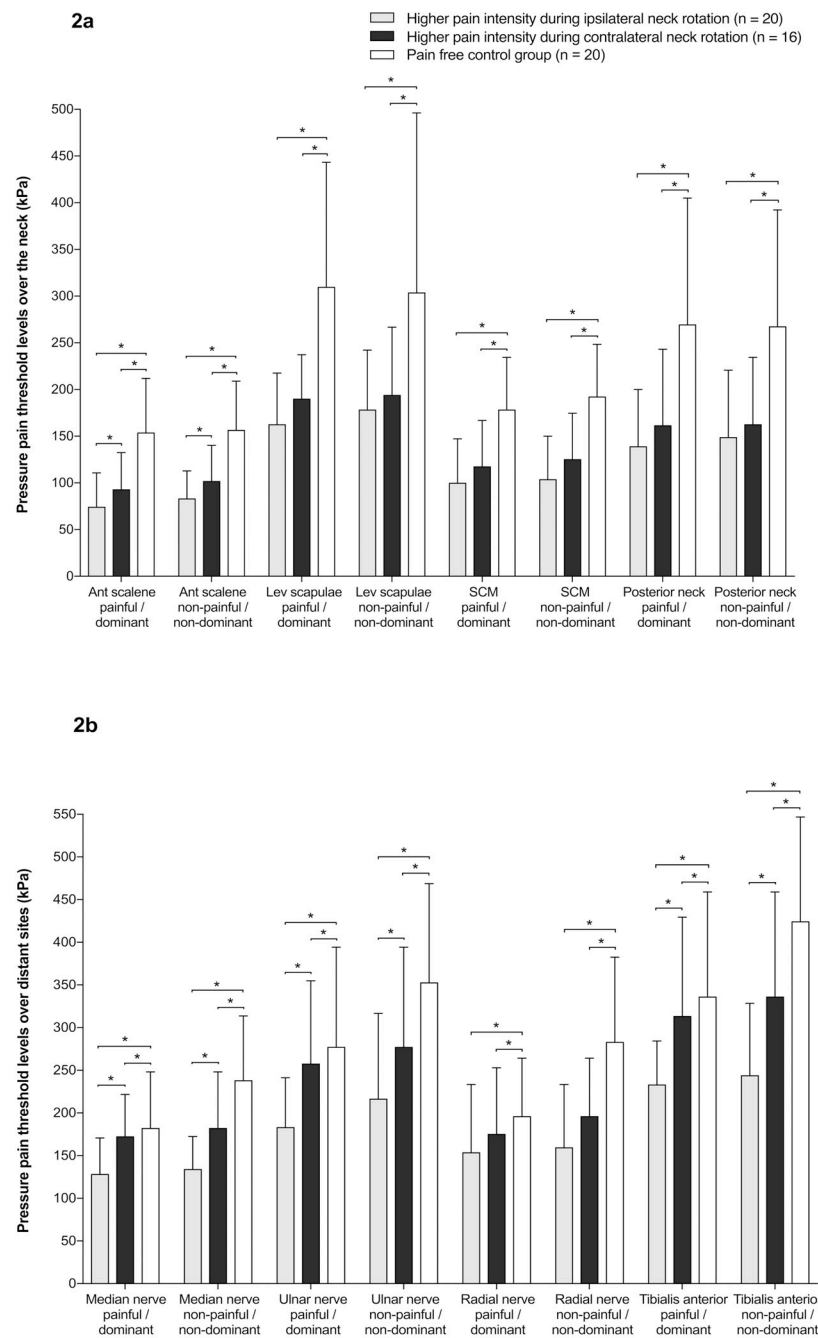 2a
Higher pain intensity during ipsilateral neck rotation (n = 20)
Higher pain intensity during contralateral neck rotation (n = 16)
Pain free control group (n = 20)
Pressure pain threshold levels over the neck (kPa)
500
450
400
350
300
250
200
150
100
50
0
* * * * * * * * * * * * * * * * * *
Ant scalene Ant scalene Lev scapulae Lev scapulae SCM SCM Posterior neck Posterior neck
painful / non-painful / painful / non-painful / painful / non-painful / painful / non-painful /
dominant non-dominant dominant non-dominant dominant non-dominant dominant non-dominant
2b
Pressure pain threshold levels over distant sites (kPa)
550
500
450
400
350
300
250
200
150
100
50
0
* * * * * * * * * * * * * * * * * * * * * *
Median nerve Median nerve Ulnar nerve Ulnar nerve Radial nerve Radial nerve Tibialis anterior Tibialis anterio
painful / non-painful / painful / non-painful / painful / non-painful / painful / non-painful /
dominant non-dominant dominant non-dominant dominant non-dominant dominant non-dominant